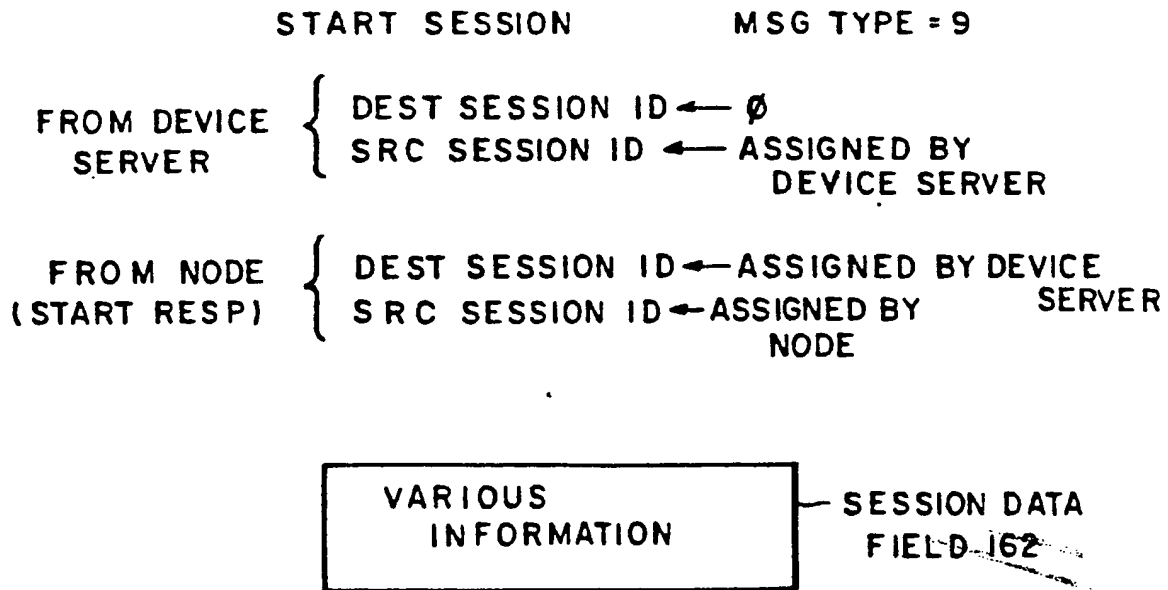 START SESSION MSG TYPE = 9
FROM DEVICE SERVER
DEST SESSION ID ← ∅
SRC SESSION ID ← ASSIGNED BY DEVICE SERVER
FROM NODE
(START RESP)
DEST SESSION ID ← ASSIGNED BY DEVICE SERVER
SRC SESSION ID ← ASSIGNED BY NODE
VARIOUS
INFORMATION
SESSION DATA
FIELD 162